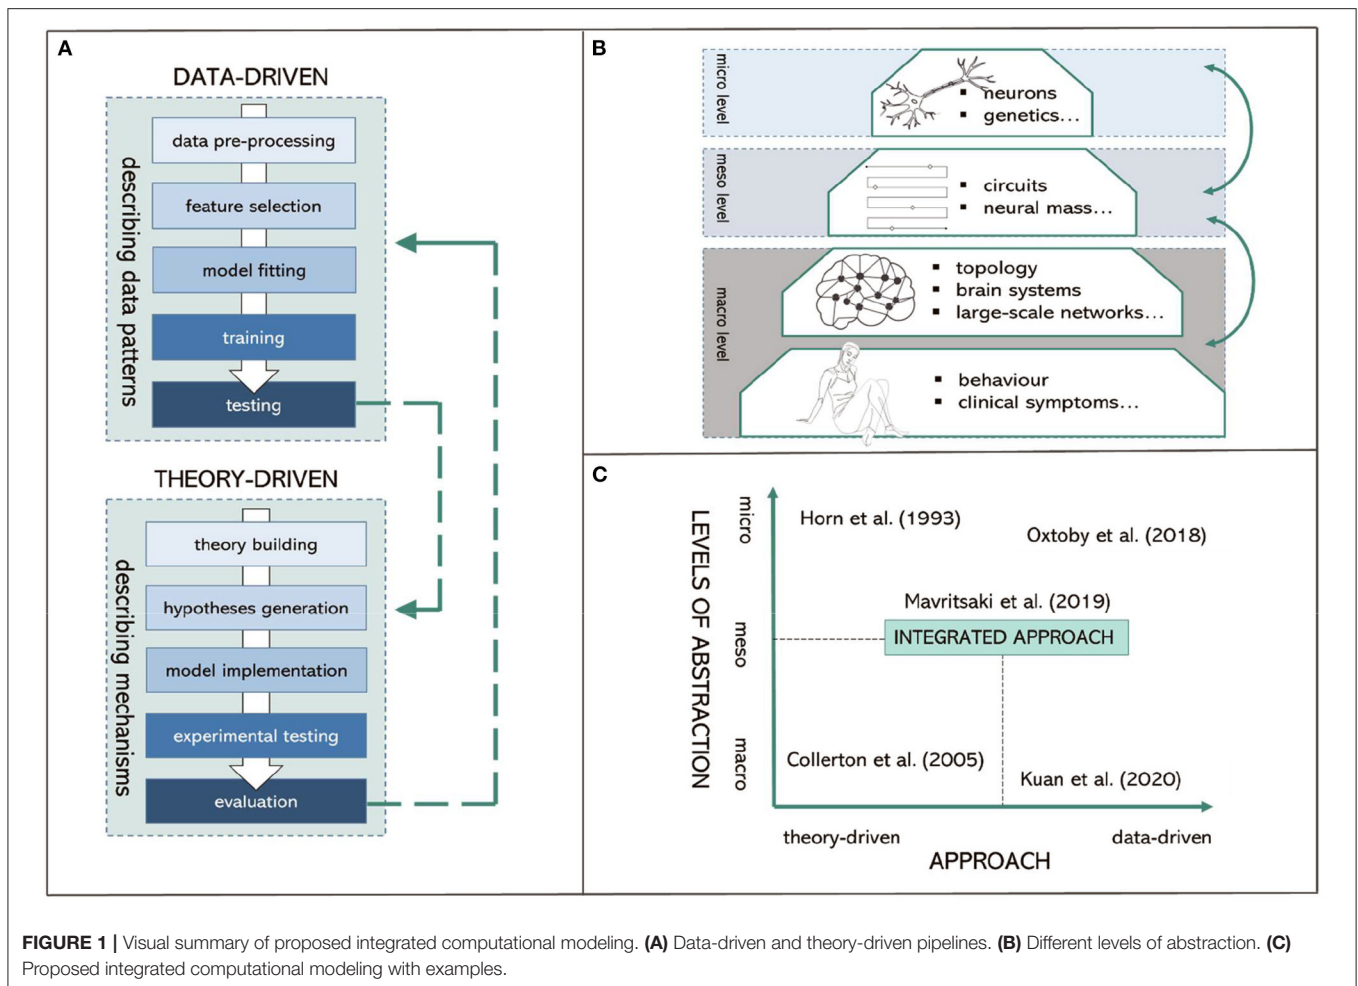 A
DATA-DRIVEN
describing data patterns
data pre-processing
feature selection
model fitting
training
testing
THEORY-DRIVEN
describing mechanisms
theory building
hypotheses generation
model implementation
experimental testing
evaluation
B
micro level
▪ neurons
▪ genetics...
meso level
▪ circuits
▪ neural mass...
macro level
▪ topology
▪ brain systems
▪ large-scale networks...
▪ behaviour
▪ clinical symptoms...
C
LEVELS OF ABSTRACTION
micro
meso
macro
Horn et al. (1993)
Oxtoby et al. (2018)
Mavritsaki et al. (2019)
INTEGRATED APPROACH
Collerton et al. (2005)
Kuan et al. (2020)
theory-driven
data-driven
APPROACH
FIGURE 1 | Visual summary of proposed integrated computational modeling. (A) Data-driven and theory-driven pipelines. (B) Different levels of abstraction. (C)
Proposed integrated computational modeling with examples.